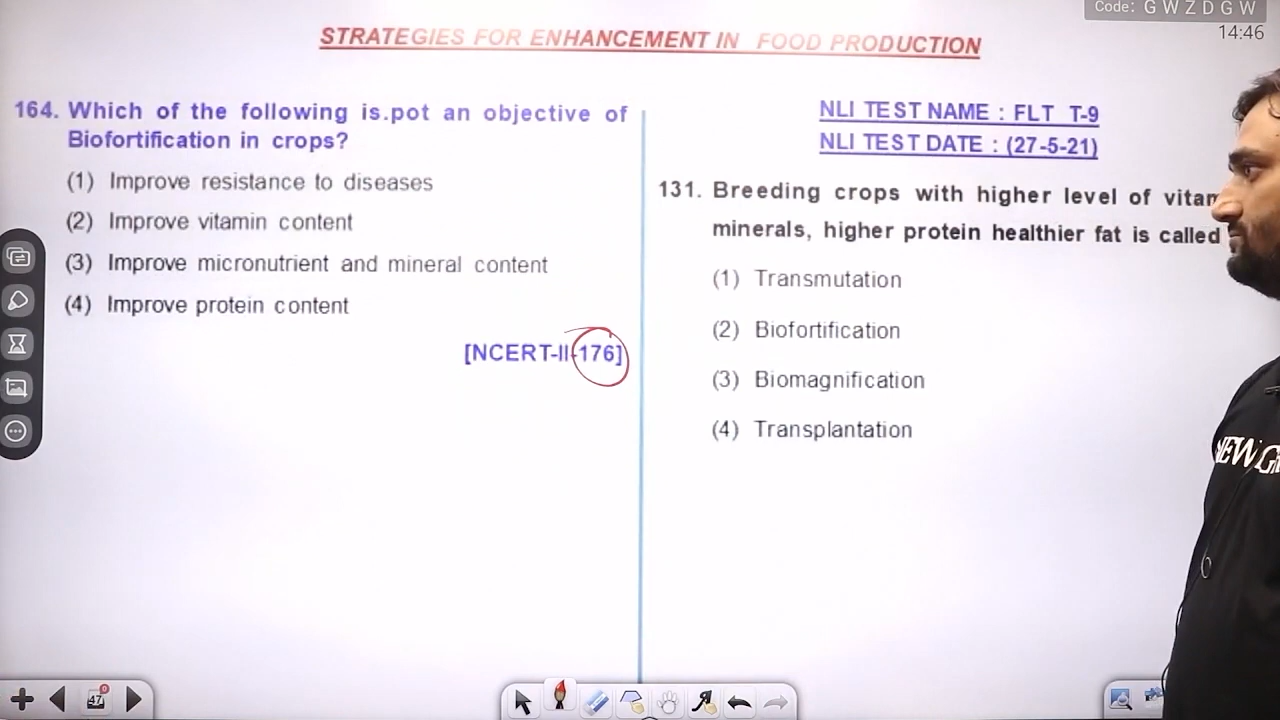 Code: G W Z D G W
14:46
STRATEGIES FOR ENHANCEMENT IN FOOD PRODUCTION
164. Which of the following is.pot an objective of
Biofortification in crops?
(1) Improve resistance to diseases
(2) Improve vitamin content
(3) Improve micronutrient and mineral content
(4) Improve protein content
[NCERT-II-176]
NLI TEST NAME : FLT T-9
NLI TEST DATE : (27-5-21)
131. Breeding crops with higher level of
minerals, higher protein healthier fat is called
(1) Transmutation
(2) Biofortification
(3) Biomagnification
(4) Transplantation
47